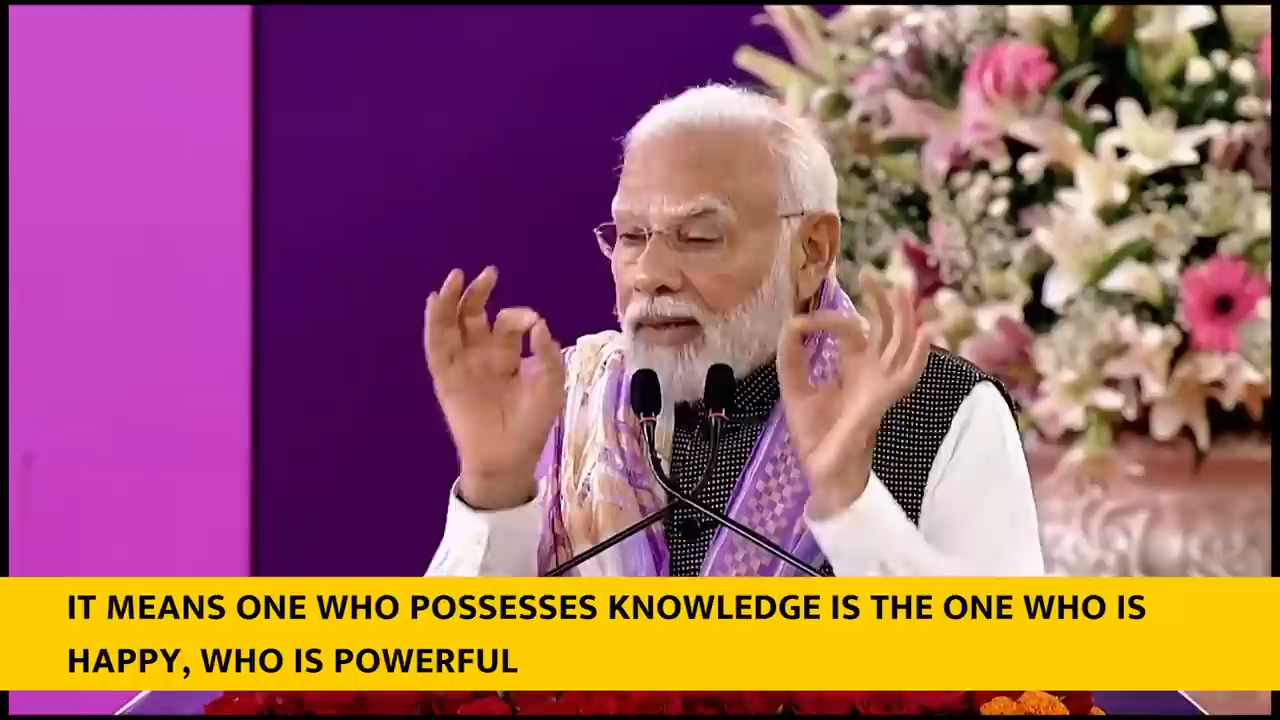 IT MEANS ONE WHO POSSESSES KNOWLEDGE IS THE ONE WHO IS
HAPPY, WHO IS POWERFUL